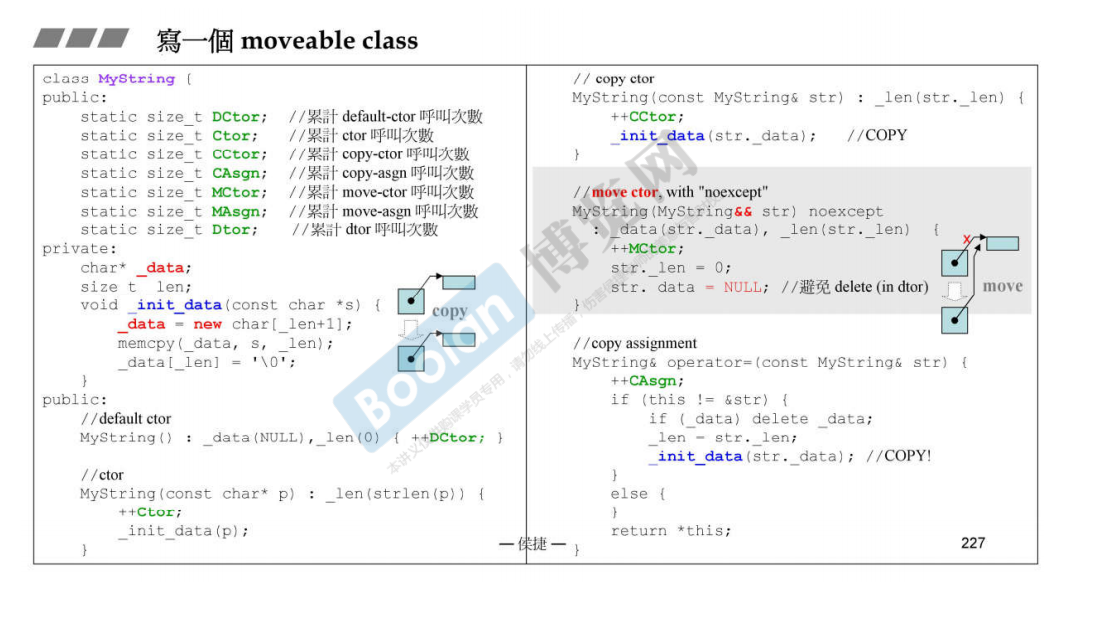 寫一個 moveable class
class MyString {
public:
static size_t DCtor; //累計 default-ctor 呼叫次數
static size_t Ctor; //累計 ctor 呼叫次數
static size_t CCtor; //累計 copy-ctor 呼叫次數
static size_t CAsgn; //累計 copy-asgn 呼叫次數
static size_t MCtor; //累計 move-ctor 呼叫次數
static size_t MAsgn; //累計 move-asgn 呼叫次數
static size_t Dtor; //累計 dtor 呼叫次數
private:
char* _data;
size_t _len;
void _init_data(const char *s) {
_data = new char[_len+1];
memcpy(_data, s, _len);
_data[_len] = '\0';
}
copy
public:
//default ctor
MyString() : _data(NULL),_len(0) { ++DCtor; }
//ctor
MyString(const char* p) : _len(strlen(p)) {
++Ctor;
_init_data(p);
}
// copy ctor
MyString(const MyString& str) : _len(str._len) {
++CCtor;
_init_data(str._data); //COPY
}
//move ctor, with "noexcept"
MyString(MyString&& str) noexcept
: _data(str._data), _len(str._len) {
++MCtor;
str._len = 0;
str._data = NULL; //避免 delete (in dtor)
}
x
move
//copy assignment
MyString& operator=(const MyString& str) {
++CAsgn;
if (this != &str) {
if (_data) delete _data;
_len = str._len;
_init_data(str._data); //COPY!
}
else {
}
return *this;
}
— 侯捷 —
227
Boolan 博览网